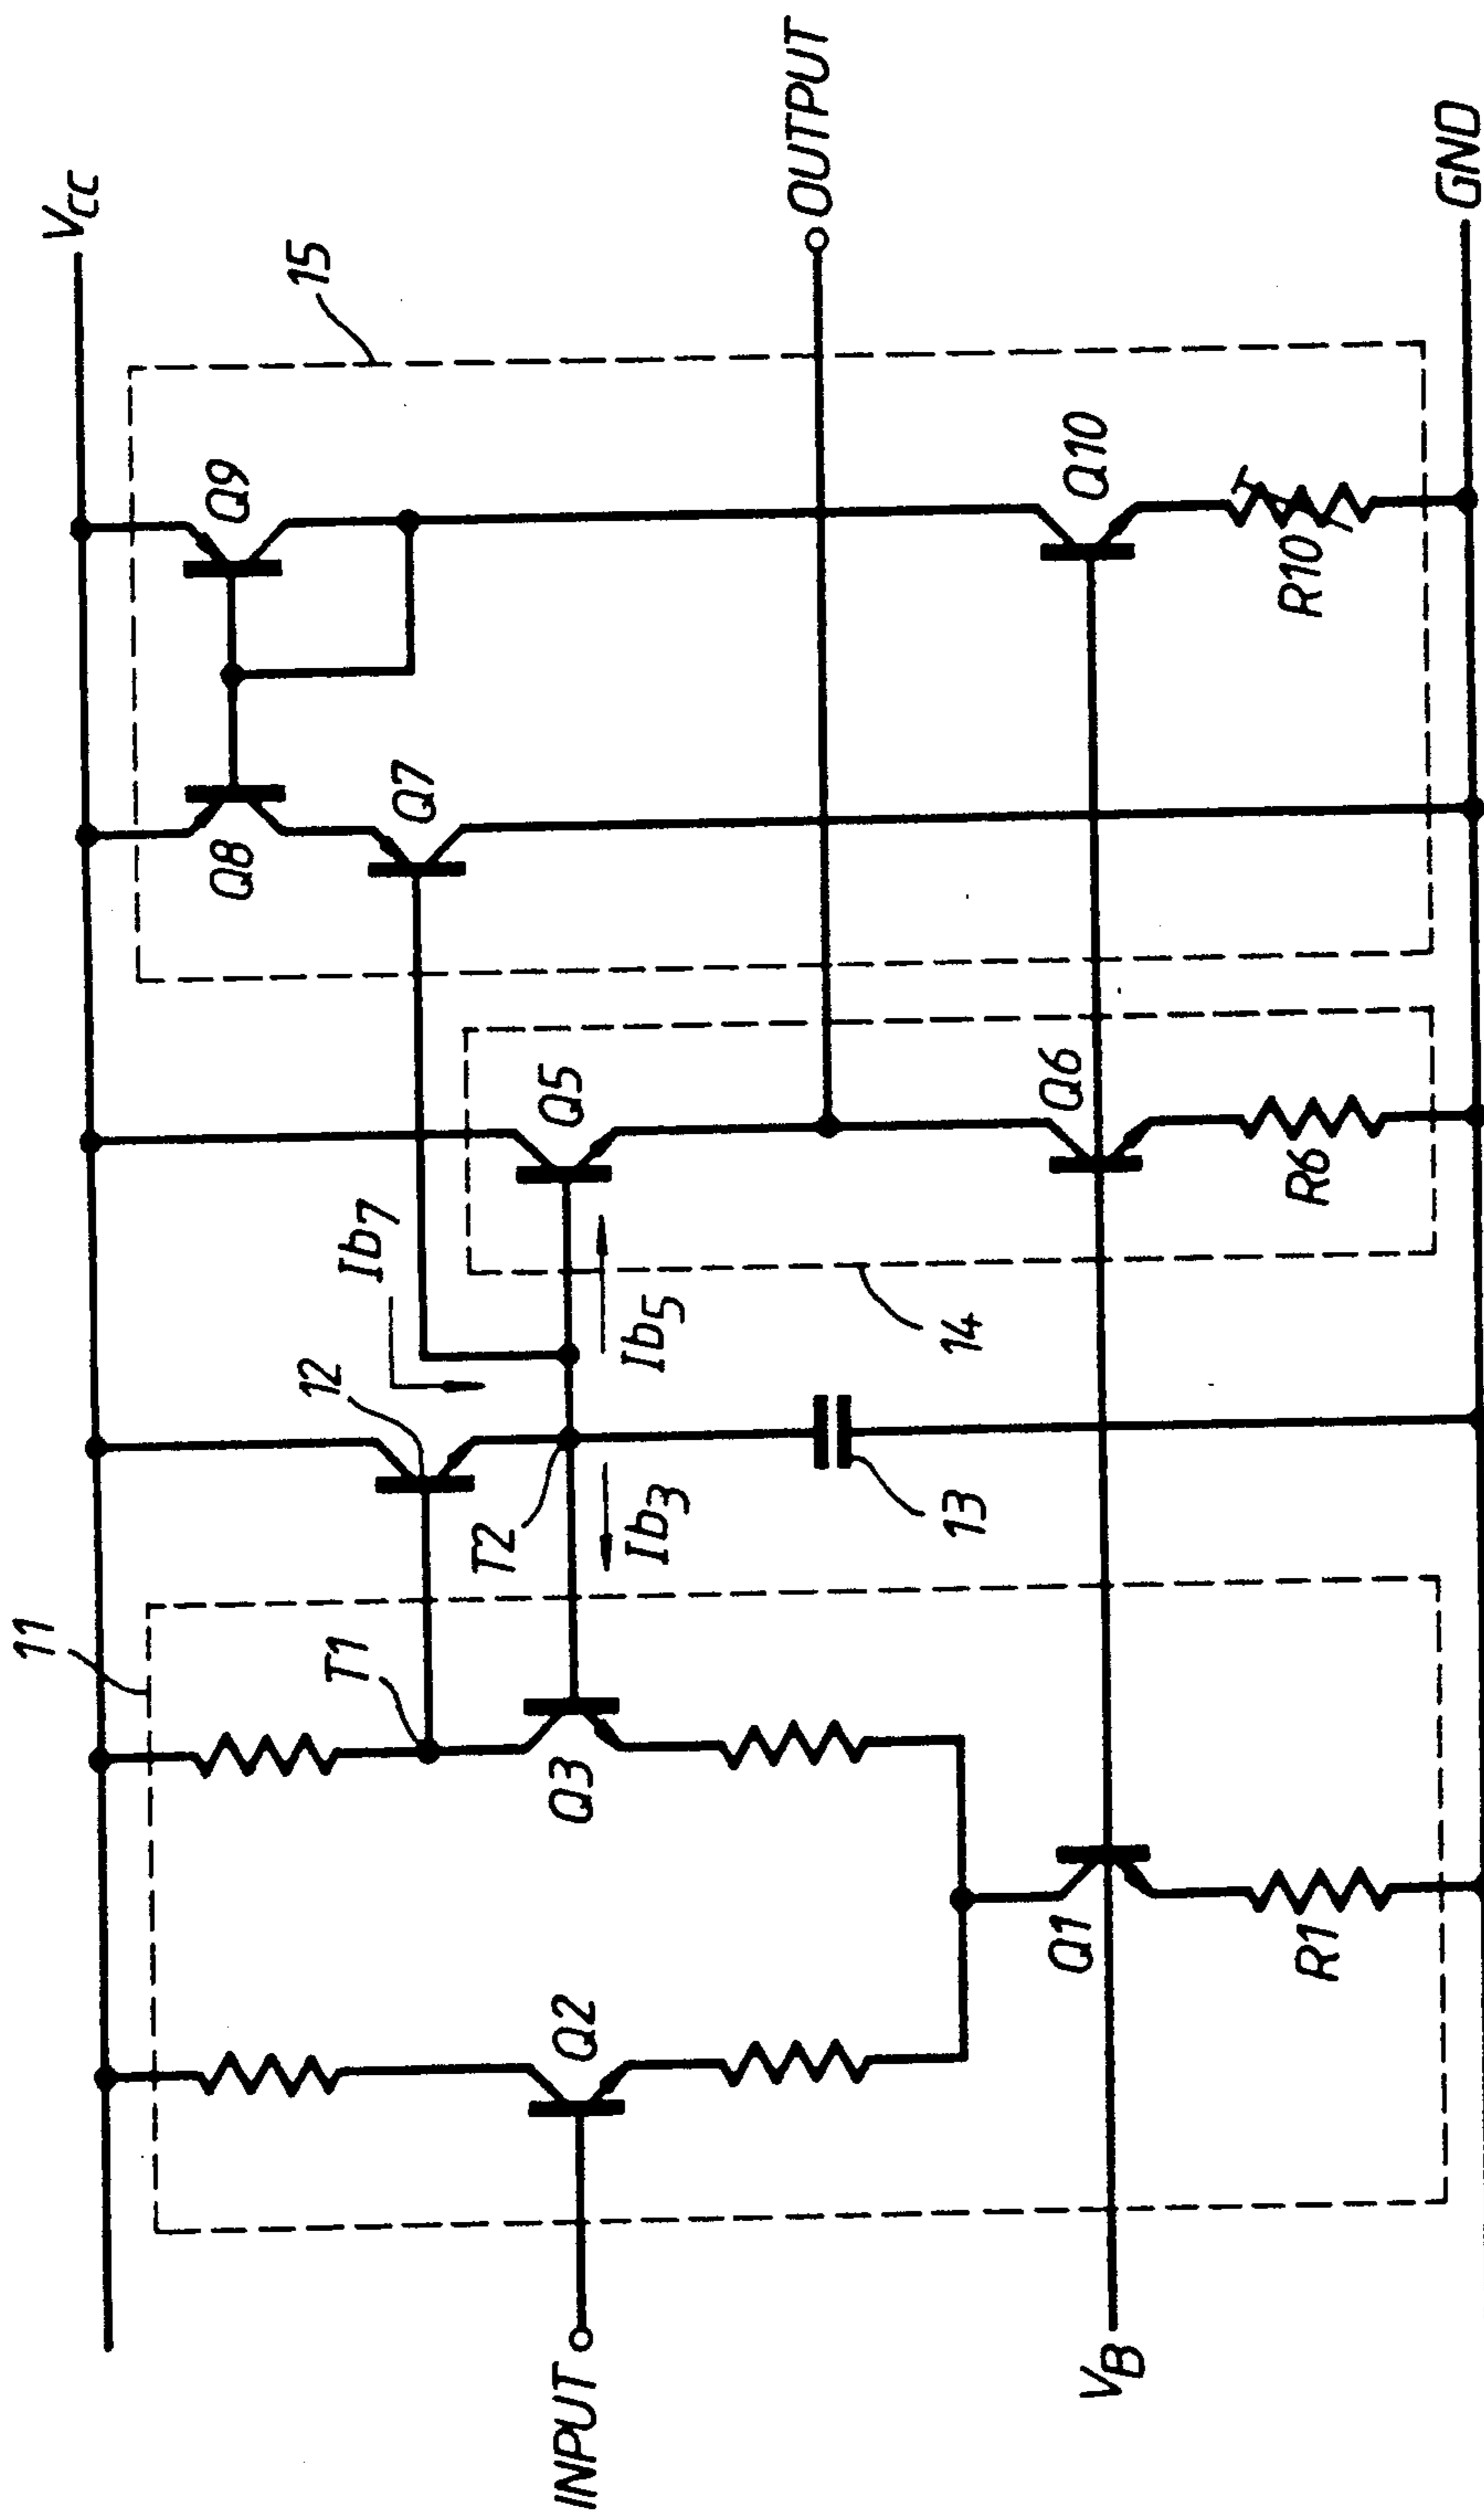 Vcc
11
12
Ib7
15
Q8
Q9
T1
Q7
T2
Q5
INPUT
Q2
Q3
Ib3
Ib5
OUTPUT
13
14
Q1
Q6
Q10
VB
R1
R6
R10
GND